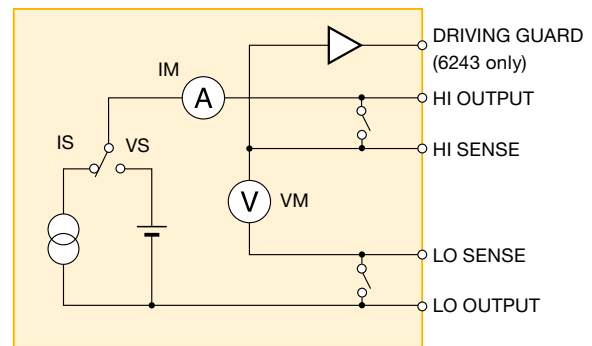 DRIVING GUARD
(6243 only)
IM
A
HI OUTPUT
IS
VS
HI SENSE
V
VM
LO SENSE
LO OUTPUT